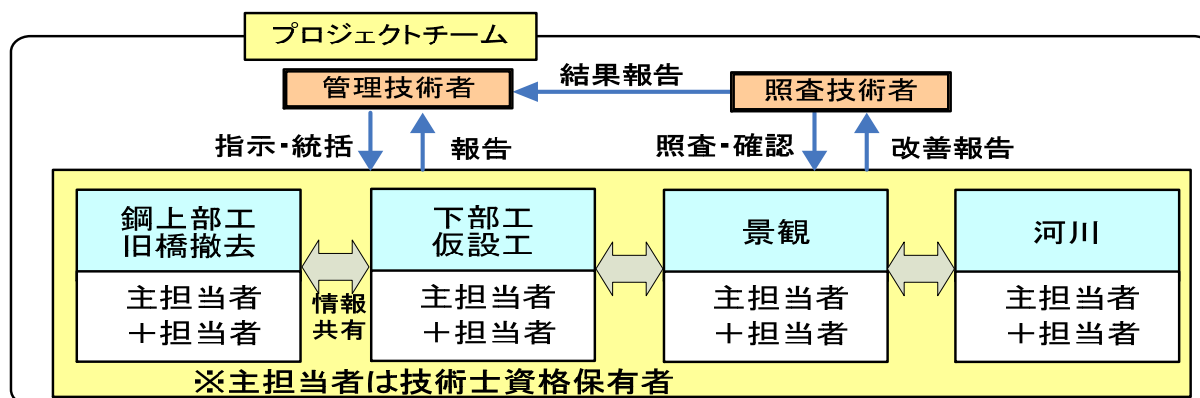 プロジェクトチーム
管理技術者
結果報告
照査技術者
指示・統括
報告
照査・確認
改善報告
鋼上部工
旧橋撤去
下部工
仮設工
景観
河川
情報
共有
主担当者
＋担当者
主担当者
＋担当者
主担当者
＋担当者
主担当者
＋担当者
※主担当者は技術士資格保有者